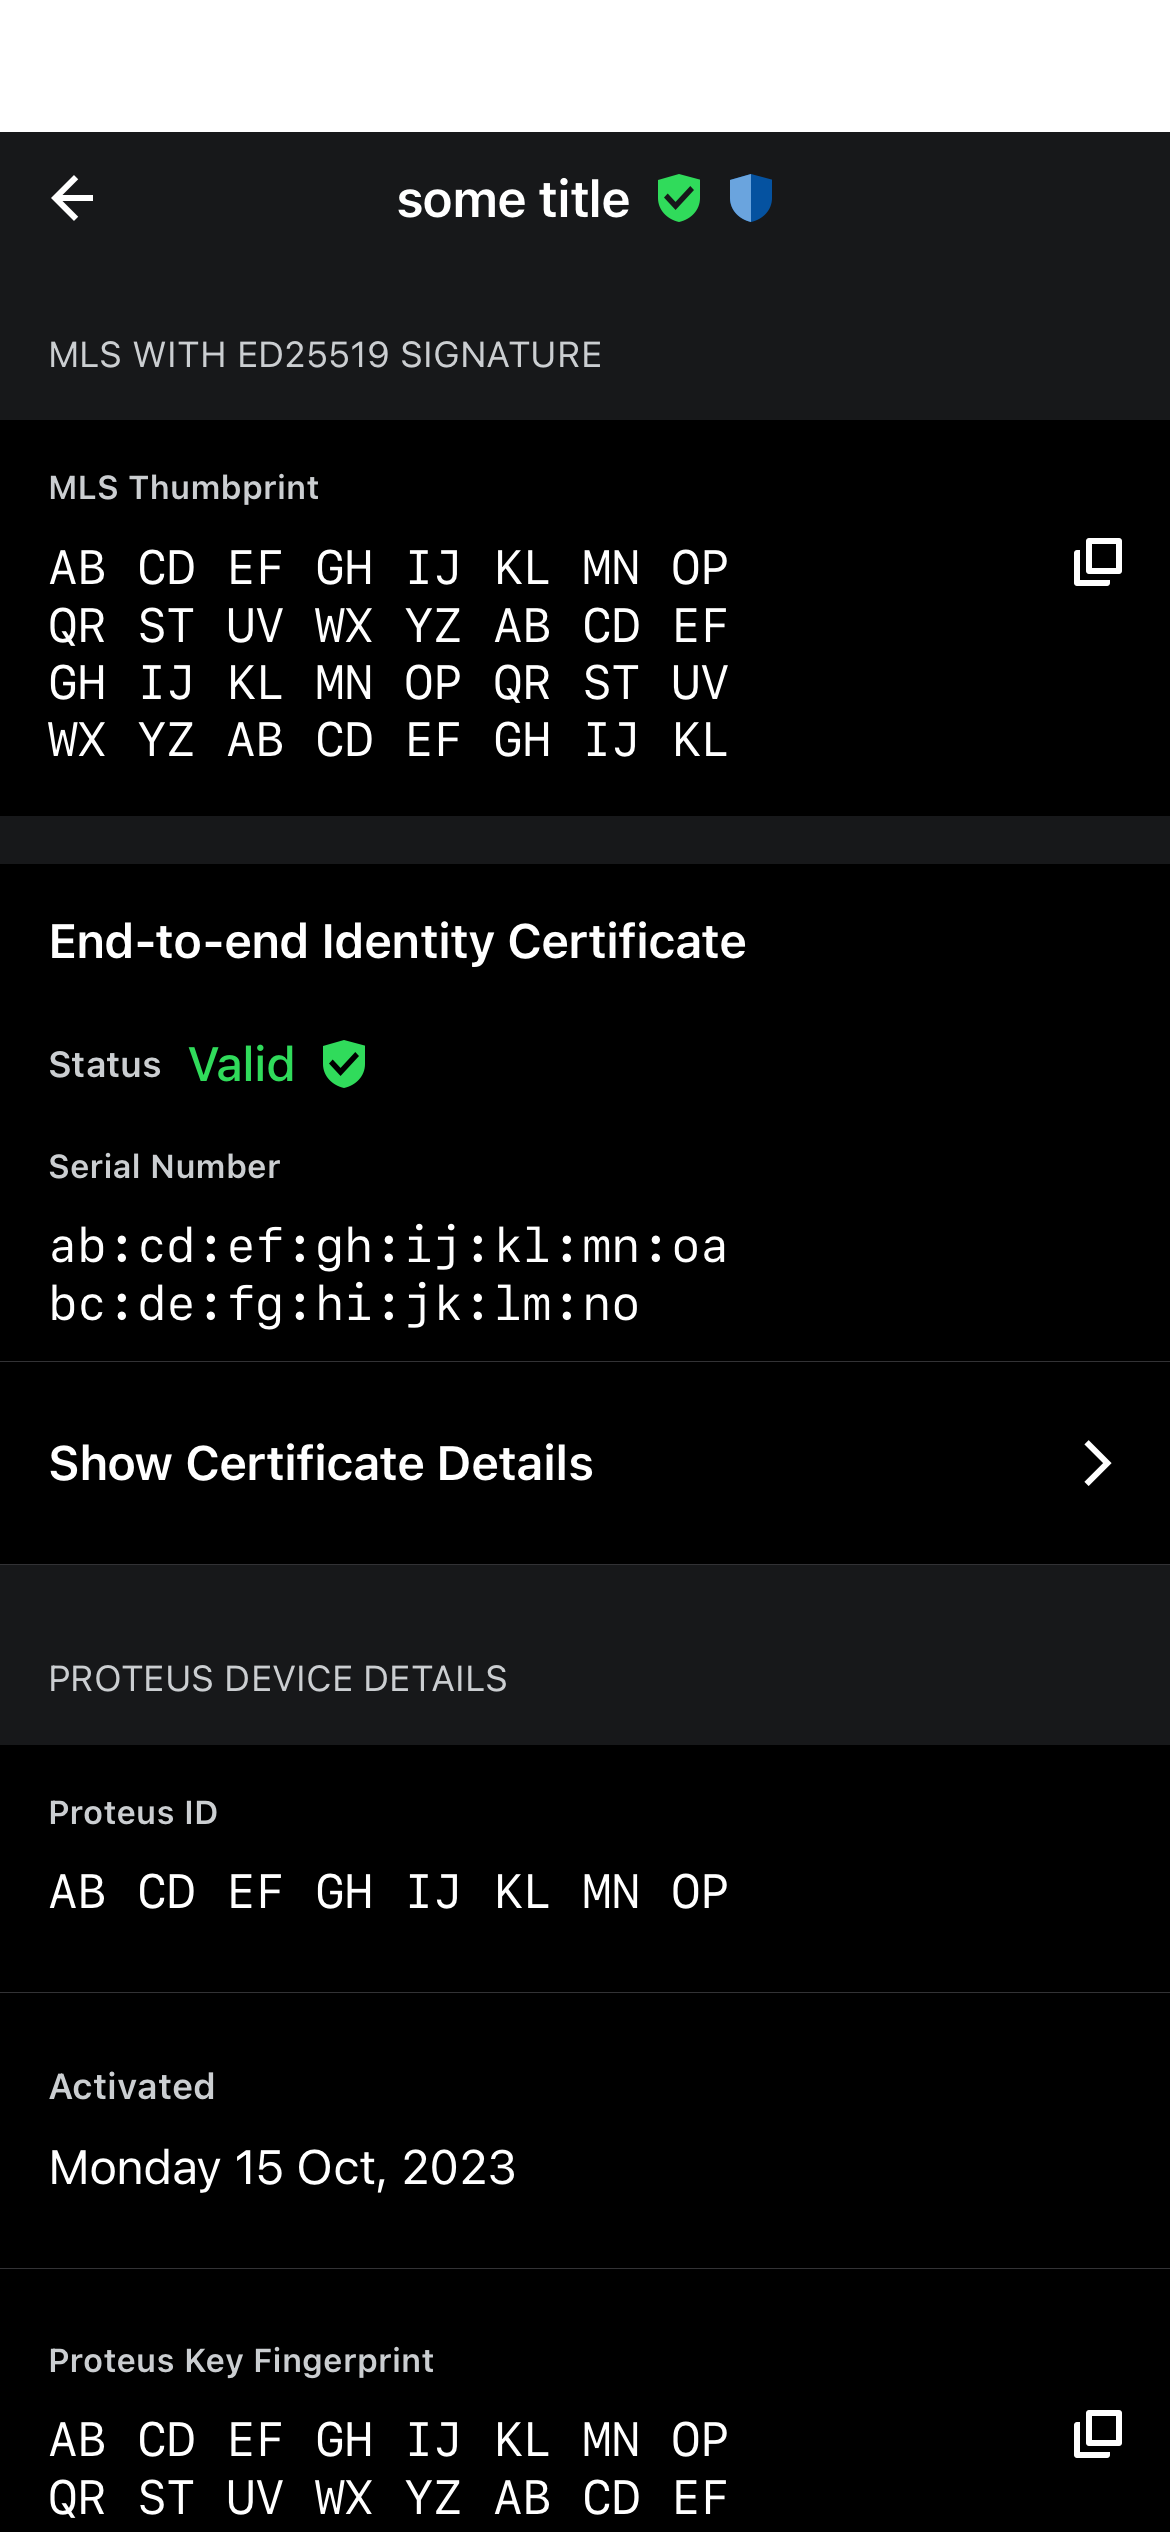 some title
MLS WITH ED25519 SIGNATURE
MLS Thumbprint
AB CD EF GH IJ KL MN OP
QR ST UV WX YZ AB CD EF
GH IJ KL MN OP QR ST UV
WX YZ AB CD EF GH IJ KL
End-to-end Identity Certificate
Status Valid
Serial Number
ab:cd:ef:gh:ij:kl:mn:oa
bc:de:fg:hi:jk:lm:no
Show Certificate Details
PROTEUS DEVICE DETAILS
Proteus ID
AB CD EF GH IJ KL MN OP
Activated
Monday 15 Oct, 2023
Proteus Key Fingerprint
AB CD EF GH IJ KL MN OP
QR ST UV WX YZ AB CD EF